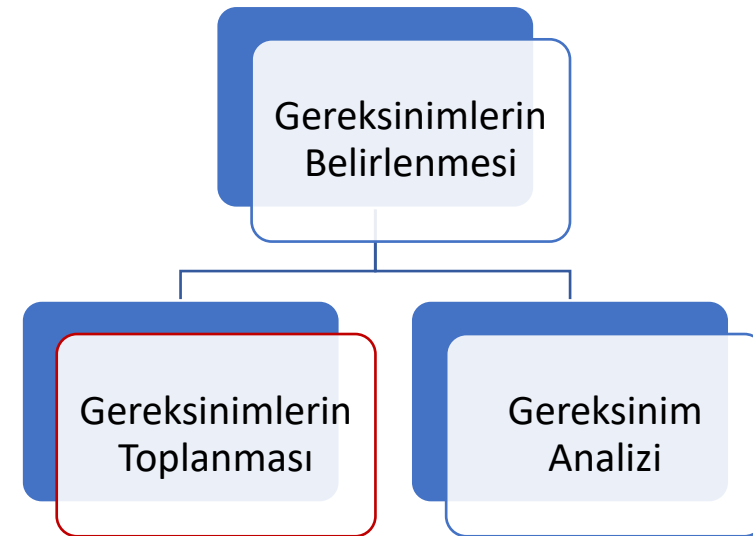 Gereksinimlerin
Belirlenmesi
Gereksinimlerin
Toplanması
Gereksinim
Analizi